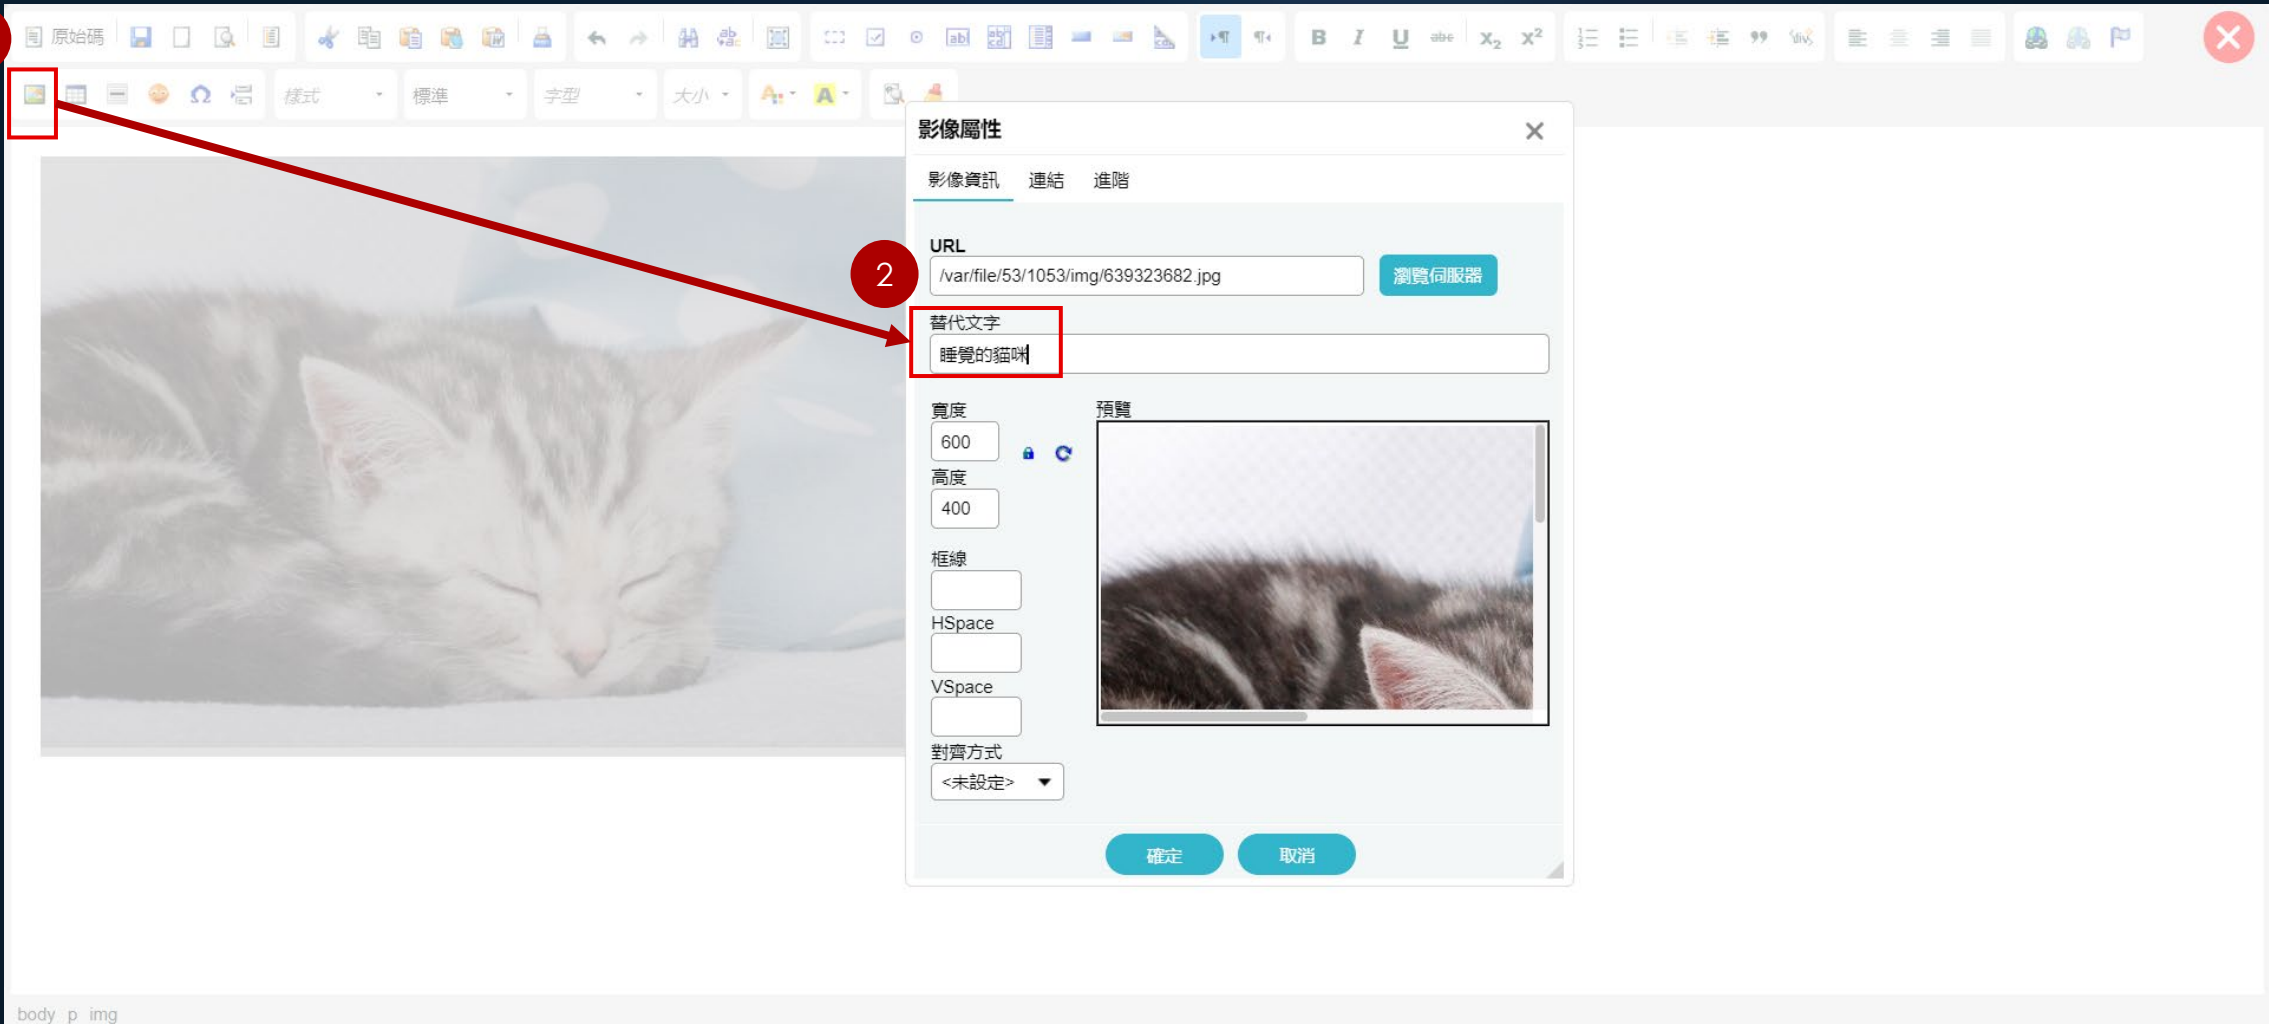 原始碼
B I U abc X₂ X²
樣式 標準 字型 大小
影像屬性
影像資訊 連結 進階
URL
2
/var/file/53/1053/img/639323682.jpg 瀏覽伺服器
替代文字
睡覺的貓咪
寬度 預覽
600
高度
400
框線
HSpace
VSpace
對齊方式
<未設定>
確定 取消
body p img